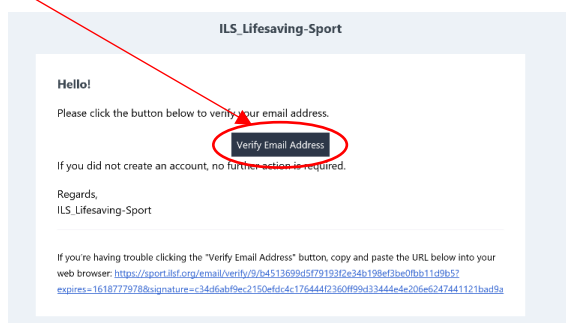 ILS_Lifesaving-Sport
Hello!
Please click the button below to verify your email address.
Verify Email Address
If you did not create an account, no further action is required.
Regards,
ILS_Lifesaving-Sport
If you're having trouble clicking the "Verify Email Address" button, copy and paste the URL below into your
web browser: https://sport.ilsf.org/email/verify/9/b4513699d5f79193f2e34b198ef3be0fbb11d9b5?
expires=1618777978&signature=c34d6abf9ec2150efdc4c176444f2360ff99d33444e4e206e6247441121bad9a